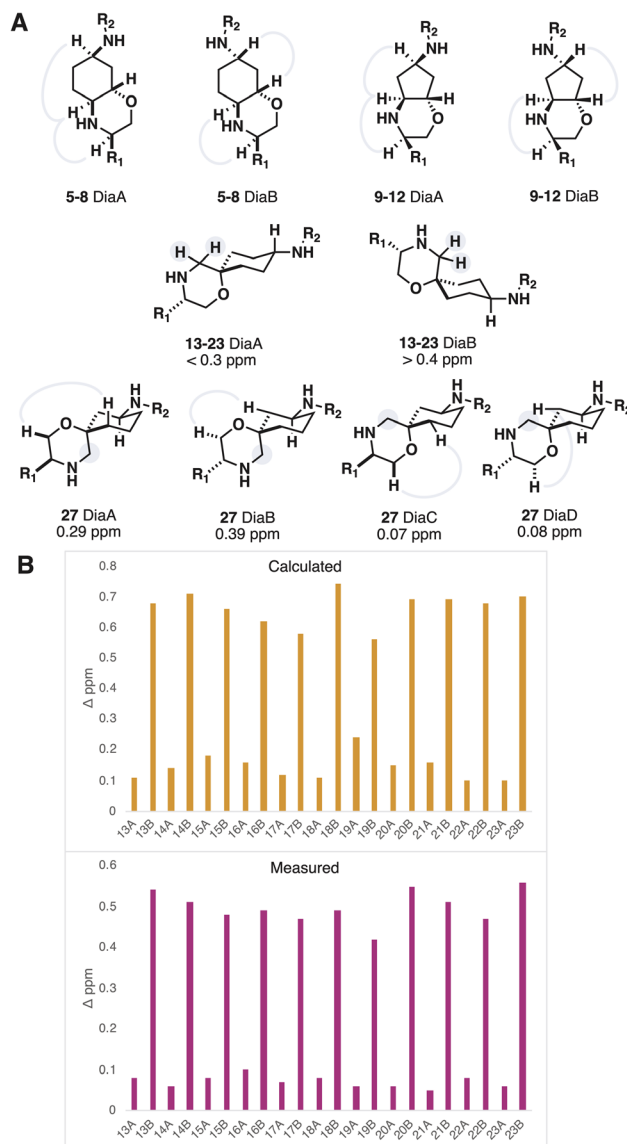 A
R2
HN
H
H
O
H
HN
H
R1
5-8 DiaA
R2
HN
H
H
O
H
HN
H
R1
5-8 DiaB
R2
H
NH
H
H
HN
O
H
R1
9-12 DiaA
R2
HN
H
H
H
HN
O
H
R1
9-12 DiaB
H
H
H
R2
HN
NH
O
R1
13-23 DiaA
< 0.3 ppm
H
R1
N
H
H
R2
O
NH
H
13-23 DiaB
> 0.4 ppm
H
H
N
R2
O
H
H
R1
N
H
27 DiaA
0.29 ppm
H
H
N
R2
O
H
R1
N
H
27 DiaB
0.39 ppm
H
N
R2
HN
H
O
R1
H
27 DiaC
0.07 ppm
H
H
N
R2
HN
O
R1
H
27 DiaD
0.08 ppm
B
Calculated
Δ ppm
0.8
0.7
0.6
0.5
0.4
0.3
0.2
0.1
0
13A 13B 14A 14B 15A 15B 16A 16B 17A 17B 18A 18B 19A 19B 20A 20B 21A 21B 22A 22B 23A 23B
Measured
Δ ppm
0.6
0.5
0.4
0.3
0.2
0.1
0
13A 13B 14A 14B 15A 15B 16A 16B 17A 17B 18A 18B 19A 19B 20A 20B 21A 21B 22A 22B 23A 23B